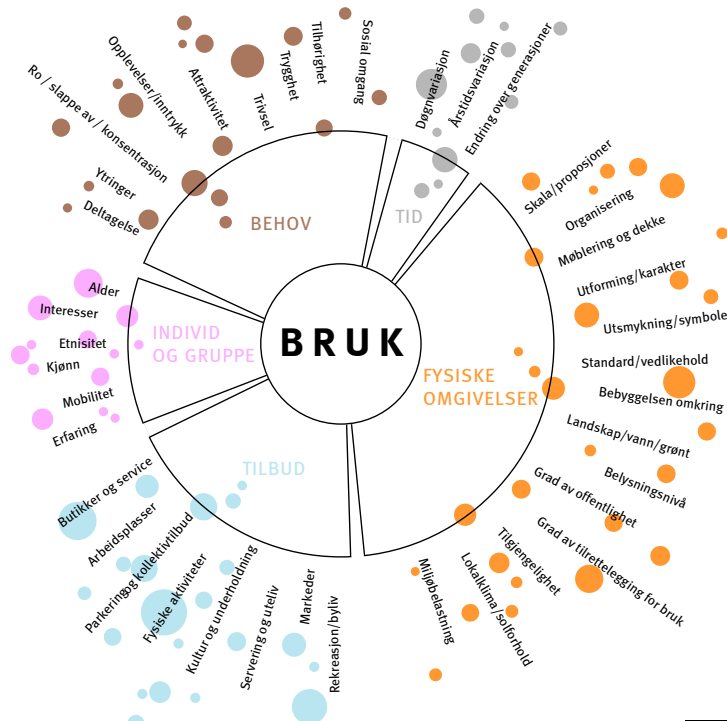 BRUK
BEHOV
Deltagelse
Ytringer
Ro / slappe av / konsentrasjon
Opplevelser/inntrykk
Attraktivitet
Trivsel
Trygghet
Tilhørighet
Sosial omgang
TID
Døgnvariasjon
Årstidsvariasjon
Endring over generasjoner
FYSISKE
OMGIVELSER
Skala/proposjoner
Organisering
Møblering og dekke
Utforming/karakter
Utsmykning/symbole
Standard/vedlikehold
Bebyggelsen omkring
Landskap/vann/grønt
Belysningsnivå
Grad av offentlighet
Grad av tilrettelegging for bruk
Tilgjengelighet
Lokalklima/solforhold
Miljøbelastning
TILBUD
Rekreasjon/byliv
Markeder
Servering og uteliv
Kultur og underholdning
Fysiske aktiviteter
Parkering og kollektivtilbud
Arbeidsplasser
Butikker og service
INDIVID
OG GRUPPE
Erfaring
Mobilitet
Kjønn
Etnisitet
Interesser
Alder